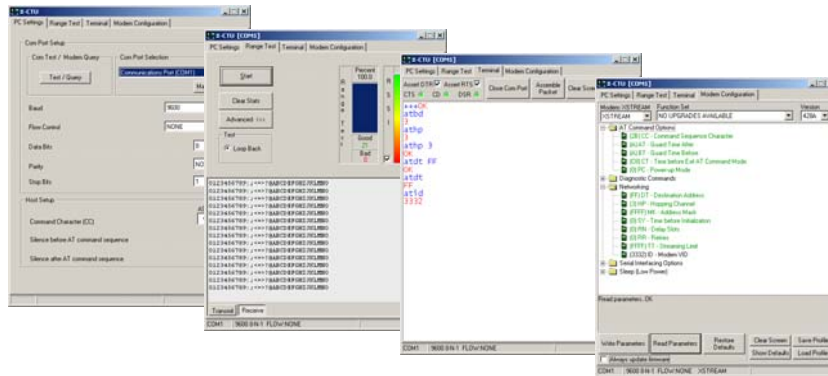 X-CTU
PC Settings | Range Test | Terminal | Modem Configuration
Com Port Setup
Com Test / Modem Query
Test / Query
Com Port Selection
Communications Port (COM1)
Baud 9600
Flow Control NONE
Data Bits 8
Parity NO
Stop Bits 1
Host Setup
Command Character (CC)
Silence before AT command sequence
Silence after AT command sequence
X-CTU [COM1]
PC Settings | Range Test | Terminal | Modem Configuration
Start
Clear Stats
Advanced <<<
Test
Loop Back
Range Test
Percent
100.0
Good
21
Bad
0
RSSI
Transmit
Receive
COM1 9600 8-N-1 FLOW:NONE
X-CTU [COM1]
PC Settings | Range Test | Terminal | Modem Configuration
Assert DTR Assert RTS
CTS CD DSR
Close Com Port
Assemble Packet
Clear Scre
+++OK
atbd
3
athp
3
athp 3
OK
atdt FF
OK
atdt
FF
atid
3332
COM1 9600 8-N-1 FLOW:NONE
X-CTU [COM1]
PC Settings | Range Test | Terminal | Modem Configuration
Modem: XSTREAM Function Set Version
XSTREAM NO UPGRADES AVAILABLE 428A
AT Command Options
(2B) CC - Command Sequence Character
(A) AT - Guard Time After
(A) BT - Guard Time Before
(C8) CT - Time before Exit AT Command Mode
(0) PC - Power-up Mode
Diagnostic Commands
Networking
(FF) DT - Destination Address
(3) HP - Hopping Channel
(FFFF) MK - Address Mask
(0) SY - Time before Initialization
(0) RN - Delay Slots
(0) RR - Retries
(FFFF) TT - Streaming Limit
(3332) ID - Modem VID
Serial Interfacing Options
Sleep (Low Power)
Read parameters..OK
Write Parameters
Read Parameters
Restore Defaults
Clear Screen
Save Profile
Always update firmware
Show Defaults
Load Profile
COM1 9600 8-N-1 FLOW:NONE XSTREAM